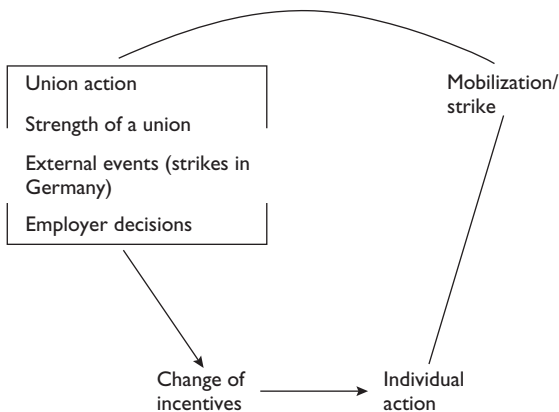 Union action
Strength of a union
External events (strikes in
Germany)
Employer decisions
Mobilization/
strike
Change of
incentives
Individual
action